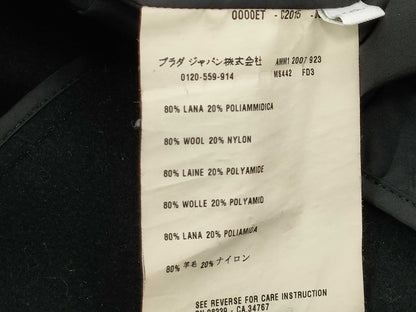 0000ET -C2015
プラダ ジャパン株式会社 AMM1 2007 923
0120-559-914 MS442 FD3
80% LANA 20% POLIAMMIDICA
80% WOOL 20% NYLON
80% LAINE 20% POLYAMIDE
80% WOLLE 20% POLYAMID
80% LANA 20% POLIAMIDA
80% 羊毛 20% ナイロン
SEE REVERSE FOR CARE INSTRUCTION
CA 34767